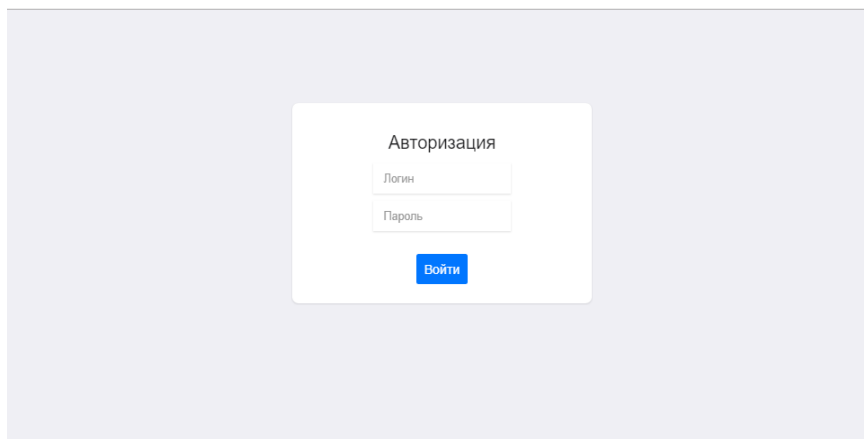 Авторизация
Логин
Пароль
Войти